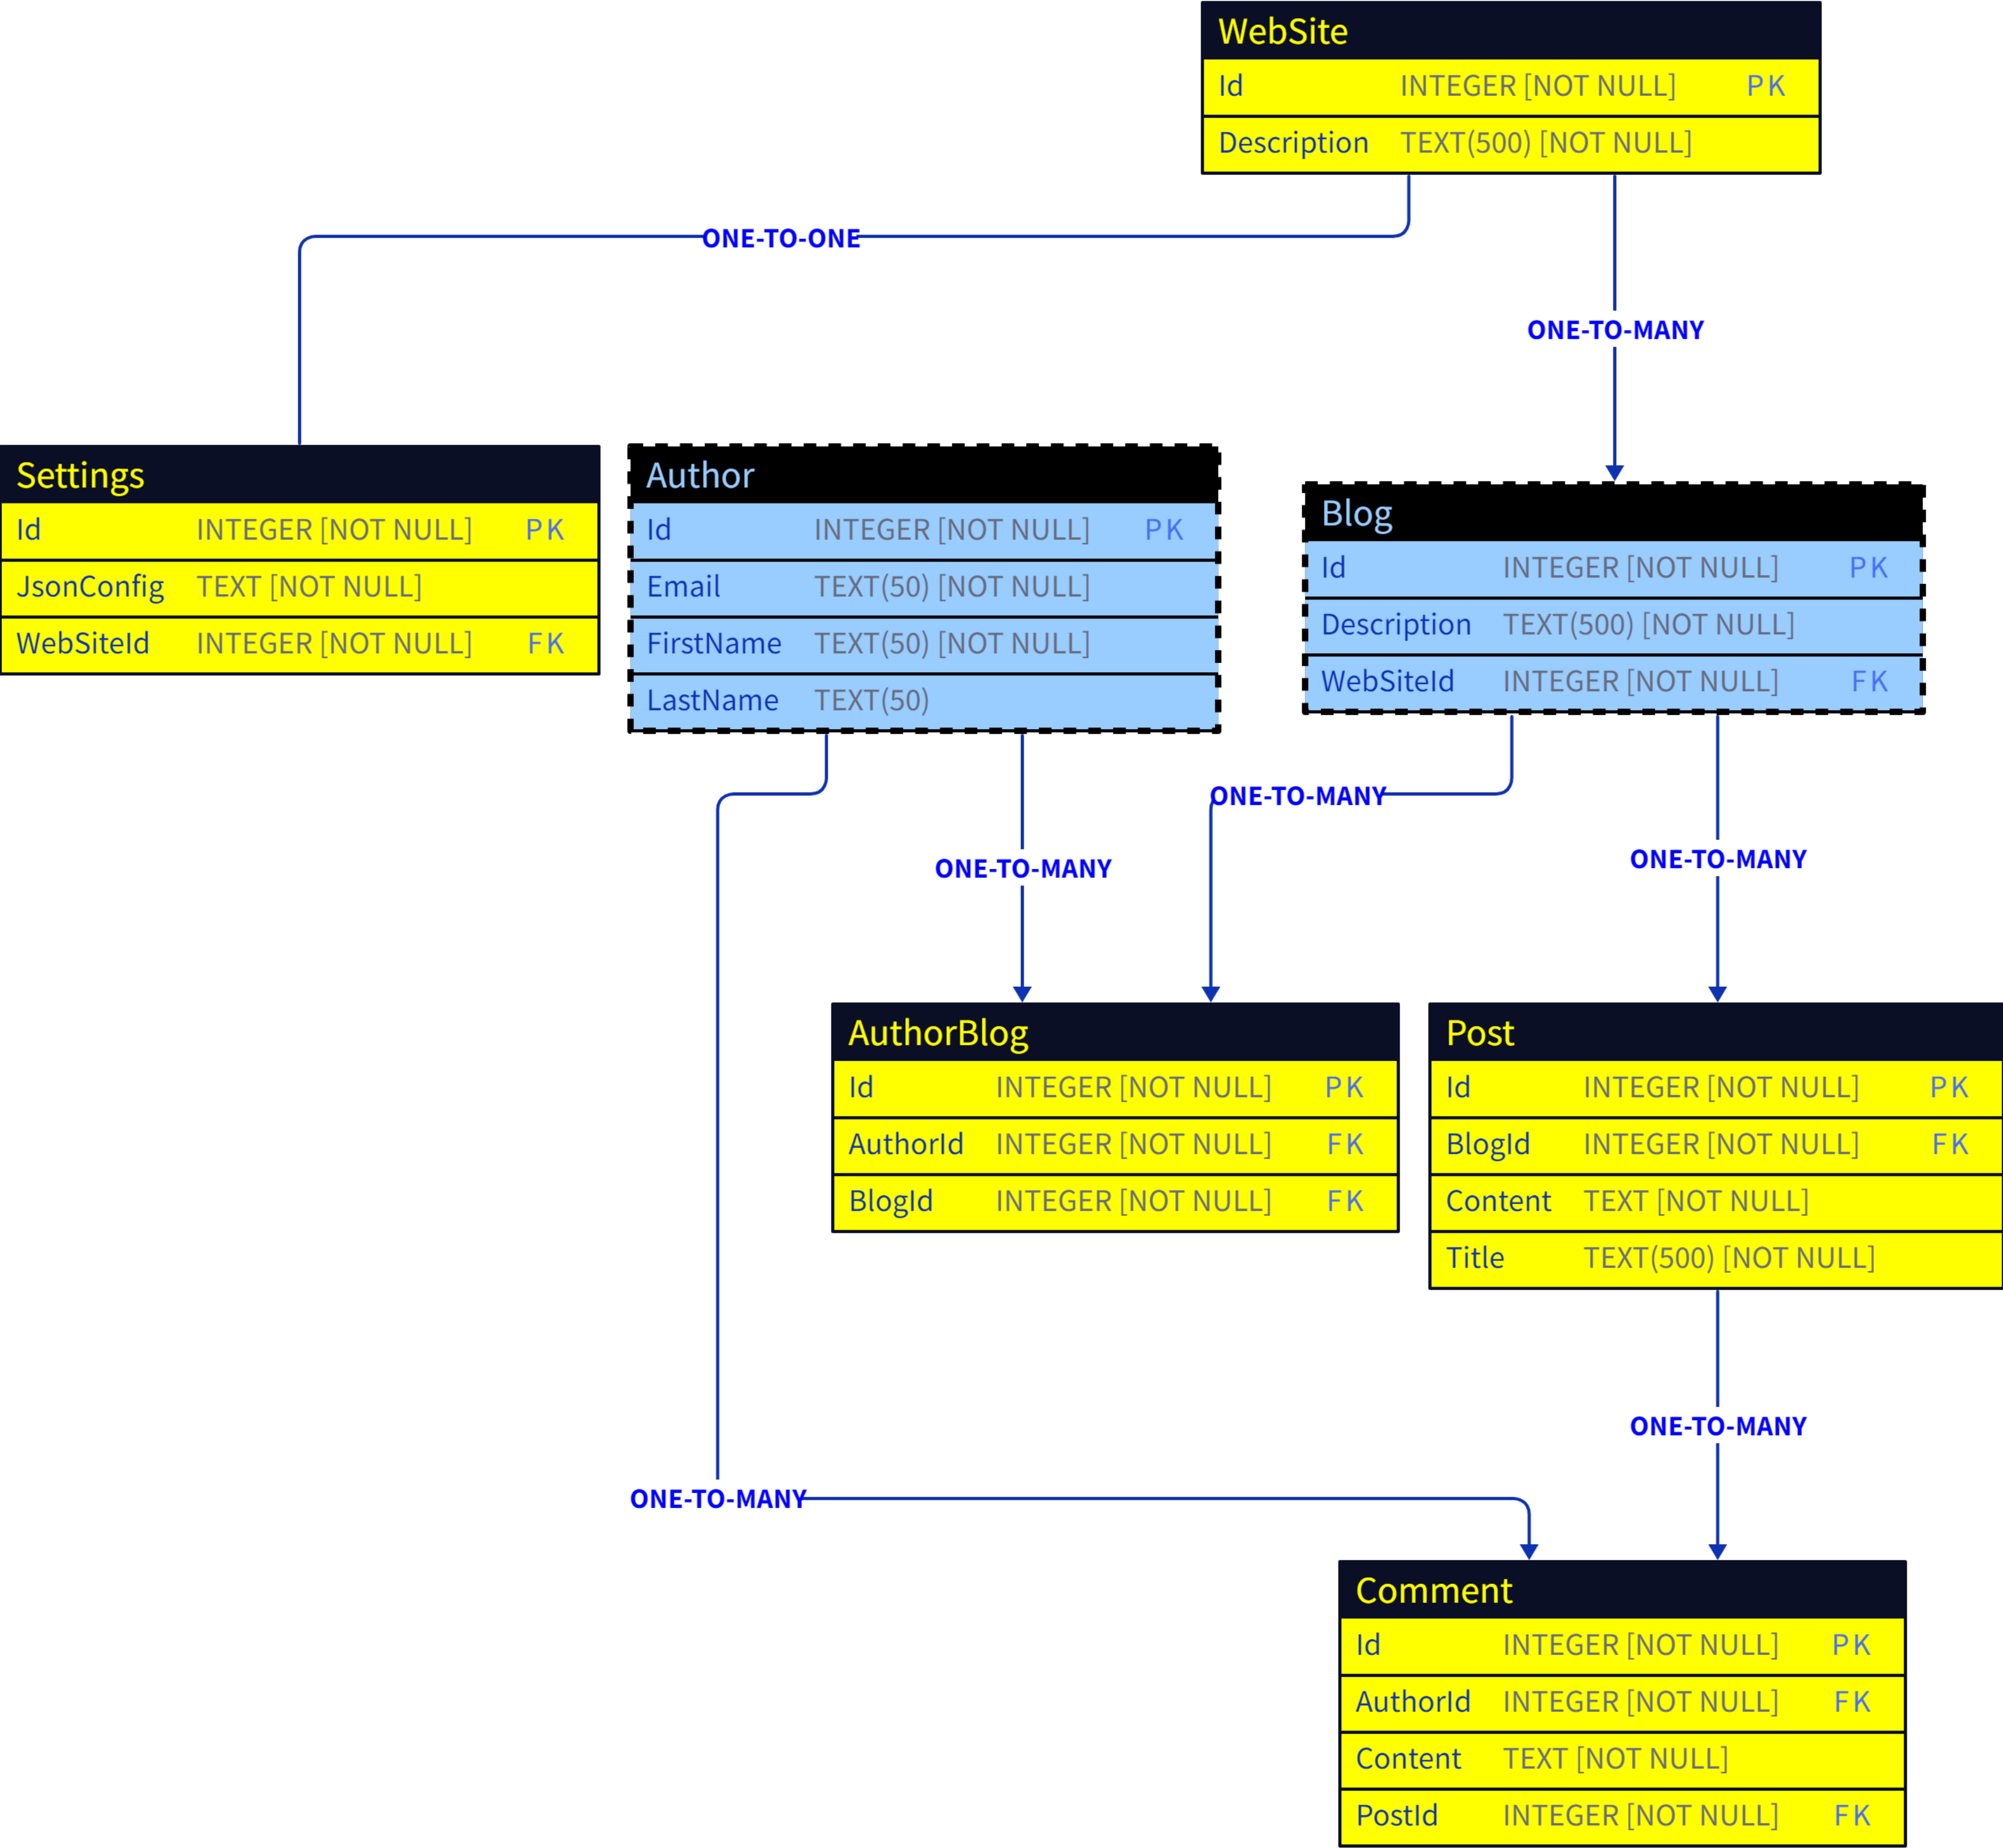 WebSite
Id INTEGER [NOT NULL] PK
Description TEXT(500) [NOT NULL]
ONE-TO-ONE
ONE-TO-MANY
Settings
Id INTEGER [NOT NULL] PK
JsonConfig TEXT [NOT NULL]
WebSiteId INTEGER [NOT NULL] FK
Author
Id INTEGER [NOT NULL] PK
Email TEXT(50) [NOT NULL]
FirstName TEXT(50) [NOT NULL]
LastName TEXT(50)
Blog
Id INTEGER [NOT NULL] PK
Description TEXT(500) [NOT NULL]
WebSiteId INTEGER [NOT NULL] FK
ONE-TO-MANY
ONE-TO-MANY
ONE-TO-MANY
AuthorBlog
Id INTEGER [NOT NULL] PK
AuthorId INTEGER [NOT NULL] FK
BlogId INTEGER [NOT NULL] FK
Post
Id INTEGER [NOT NULL] PK
BlogId INTEGER [NOT NULL] FK
Content TEXT [NOT NULL]
Title TEXT(500) [NOT NULL]
ONE-TO-MANY
ONE-TO-MANY
Comment
Id INTEGER [NOT NULL] PK
AuthorId INTEGER [NOT NULL] FK
Content TEXT [NOT NULL]
PostId INTEGER [NOT NULL] FK